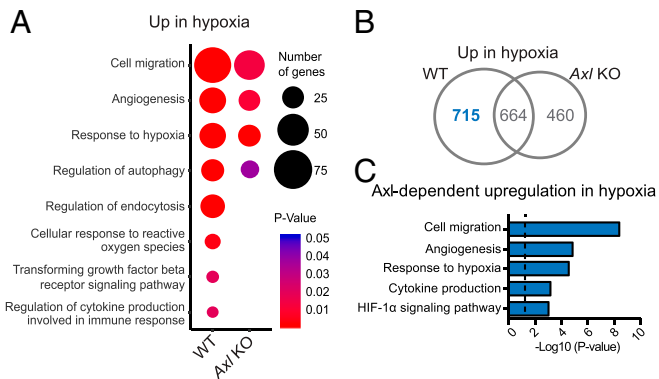 A
Up in hypoxia
Cell migration
Angiogenesis
Response to hypoxia
Regulation of autophagy
Regulation of endocytosis
Cellular response to reactive
oxygen species
Transforming growth factor beta
receptor signaling pathway
Regulation of cytokine production
involved in immune response
WT
Axl KO
Number
of genes
25
50
75
P-Value
0.05
0.04
0.03
0.02
0.01
B
Up in hypoxia
WT
Axl KO
715
664
460
C
Axl-dependent upregulation in hypoxia
Cell migration
Angiogenesis
Response to hypoxia
Cytokine production
HIF-1α signaling pathway
0 2 4 6 8 10
-Log10 (P-value)